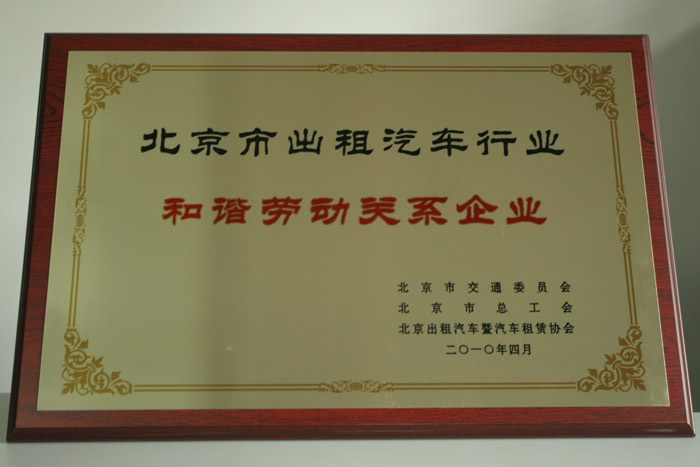 北京市出租汽车行业
和谐劳动关系企业
北京市交通委员会
北京市总工会
北京出租汽车暨汽车租赁协会
二〇一〇年四月